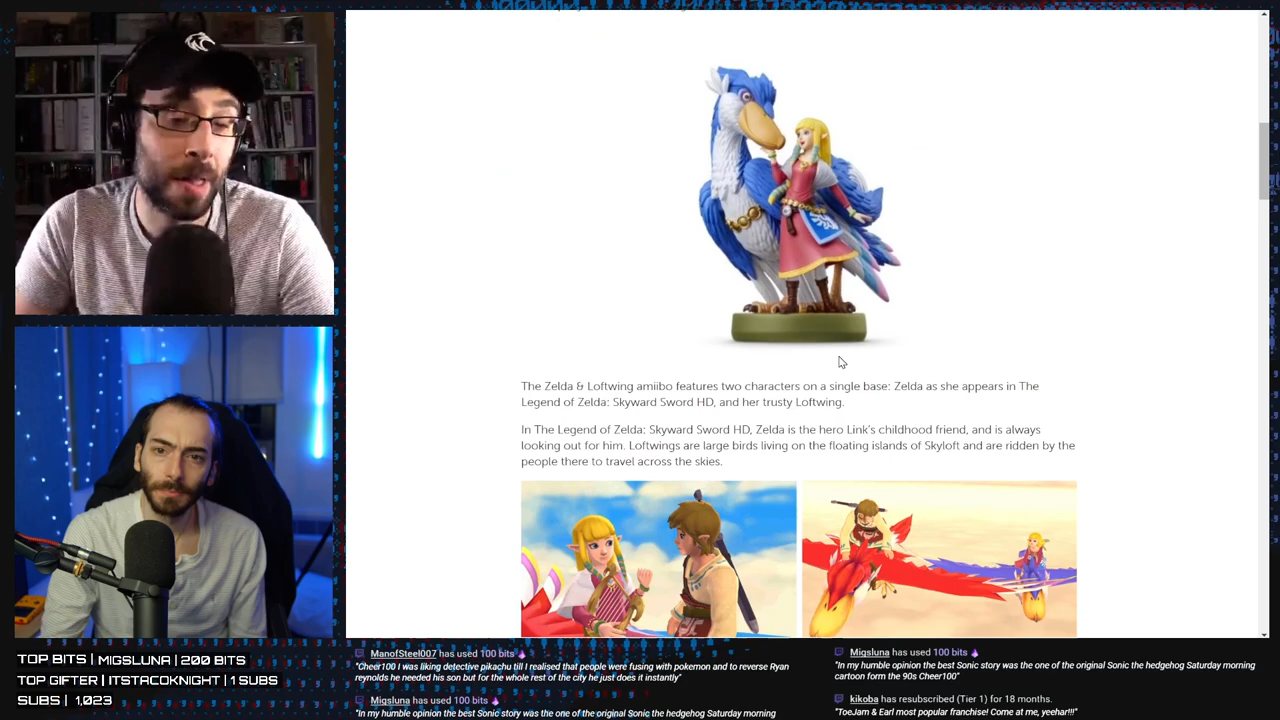 The Zelda & Loftwing amiibo features two characters on a single base: Zelda as she appears in The
Legend of Zelda: Skyward Sword HD, and her trusty Loftwing.
In The Legend of Zelda: Skyward Sword HD, Zelda is the hero Link's childhood friend, and is always
looking out for him. Loftwings are large birds living on the floating islands of Skyloft and are ridden by the
people there to travel across the skies.
TOP BITS | MIGSLUNA | 200 BITS
TOP GIFTER | ITSTACOKNIGHT | 1 SUBS
SUBS | 1,023
ManofSteel007 has used 100 bits
"Cheer100 I was liking detective pikachu till I realised that people were fusing with pokemon and to reverse Ryan
reynolds he needed his son but for the whole rest of the city he just does it instantly"
Migsluna has used 100 bits
"In my humble opinion the best Sonic story was the one of the original Sonic the hedgehog Saturday morning
Migsluna has used 100 bits
"In my humble opinion the best Sonic story was the one of the original Sonic the hedgehog Saturday morning
cartoon form the 90s Cheer100"
kikoba has resubscribed (Tier 1) for 18 months.
"ToeJam & Earl most popular franchise! Come at me, yeehar!!!"